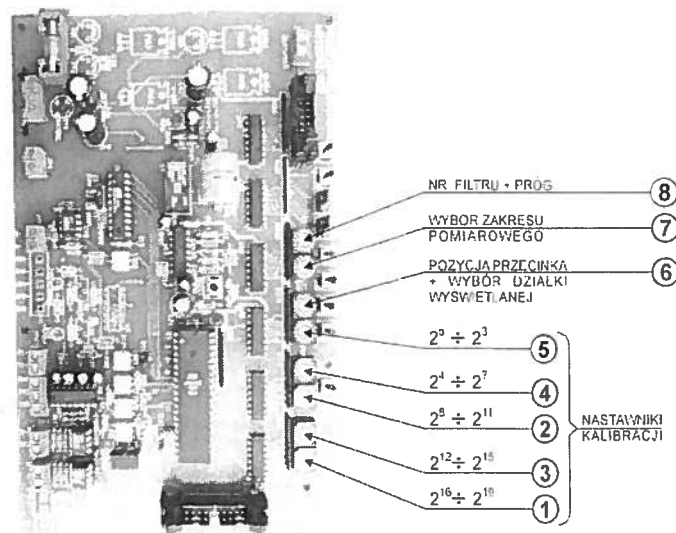 NR FILTRU + PRÓG
8
WYBÓR ZAKRESU
POMIAROWEGO
7
POZYCJA PRZECINKA
+ WYBÓR DZIAŁKI
WYŚWIETLANEJ
6
2⁰ ÷ 2³
5
2⁴ ÷ 2⁷
4
2⁸ ÷ 2¹¹
2
2¹² ÷ 2¹⁵
3
2¹⁶ ÷ 2¹⁹
1
NASTAWNIKI
KALIBRACJI